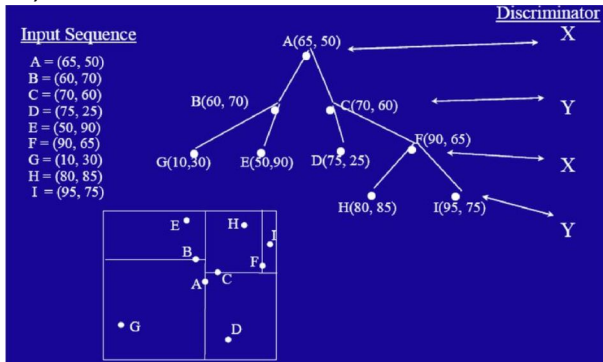 Discriminator
Input Sequence
X
A(65, 50)
A = (65, 50)
B = (60, 70)
C = (70, 60)
D = (75, 25)
E = (50, 90)
F = (90, 65)
G = (10, 30)
H = (80, 85)
I = (95, 75)
B(60, 70)
C(70, 60)
Y
F(90, 65)
G(10,30)
E(50,90)
D(75, 25)
X
H(80, 85)
I(95, 75)
Y
E
H
I
B
F
A
C
G
D